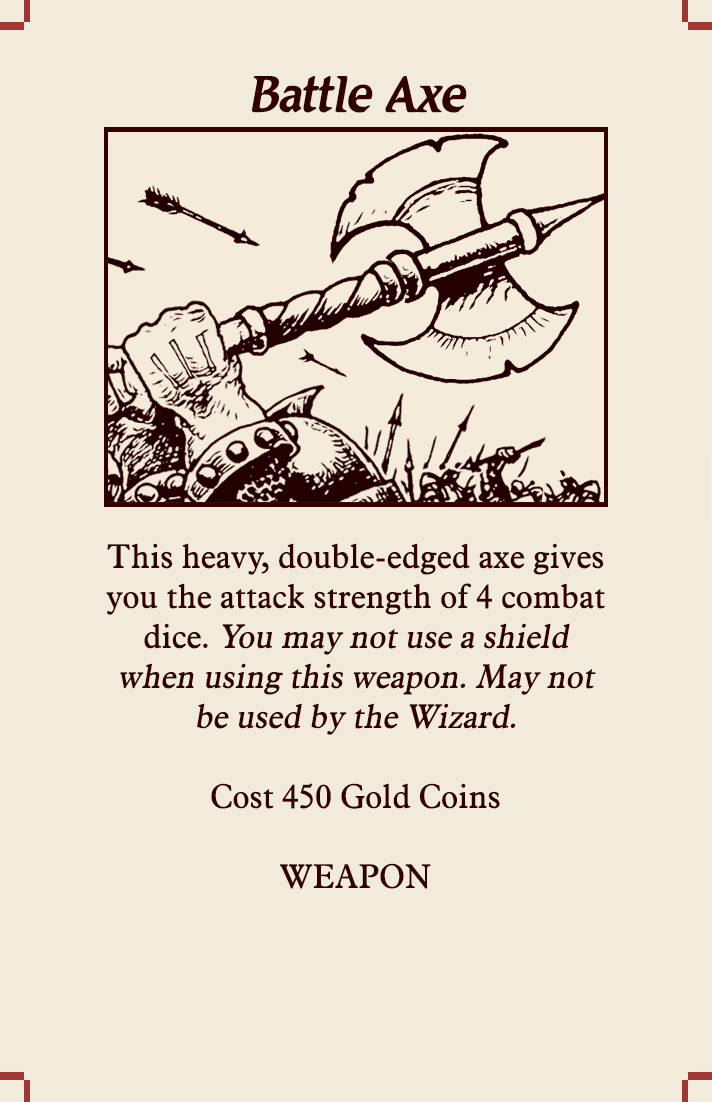 Battle Axe
This heavy, double-edged axe gives
you the attack strength of 4 combat
dice. You may not use a shield
when using this weapon. May not
be used by the Wizard.
Cost 450 Gold Coins
WEAPON